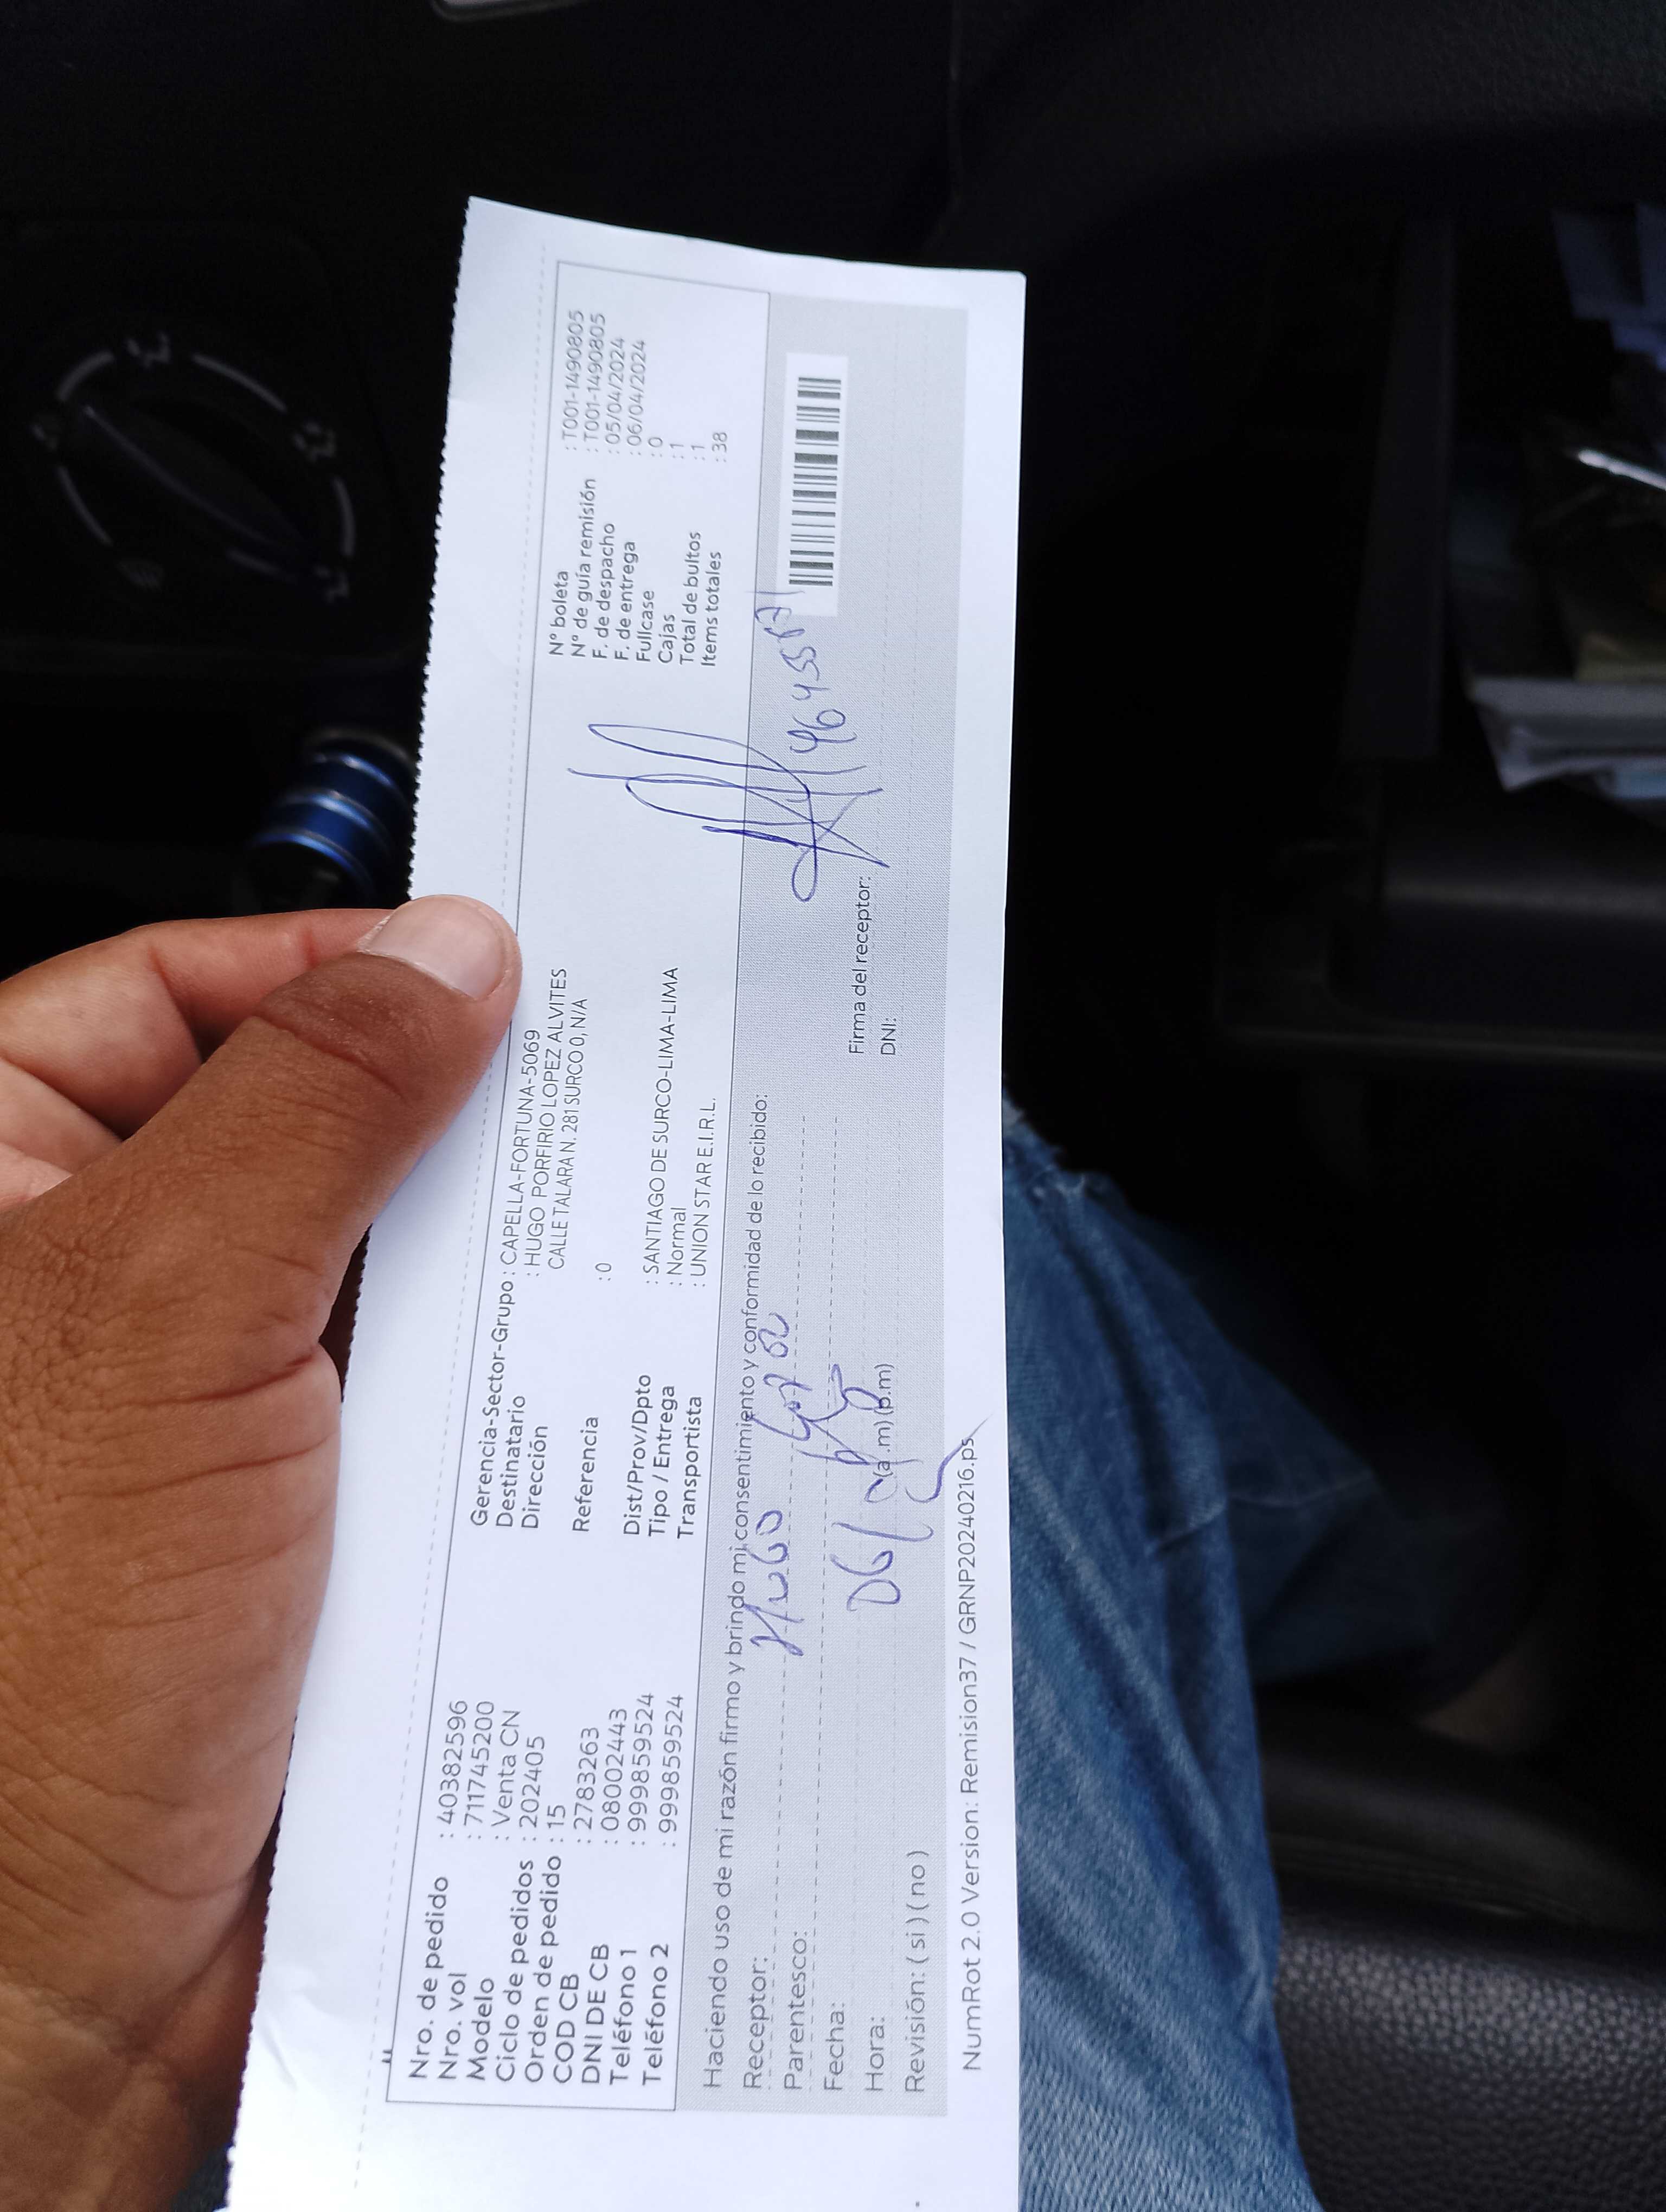 Nro. de pedido : 40382596
Nro. vol : 711745200
Modelo : Venta CN
Ciclo de pedidos : 202405
Orden de pedido : 15
COD CB : 2783263
DNI DE CB : 08002443
Teléfono 1 : 999859524
Teléfono 2 : 999859524
Gerencia-Sector-Grupo : CAPELLA-FORTUNA-5069
Destinatario : HUGO PORFIRIO LOPEZ ALVITES
Dirección CALLE TALARA N. 281 SURCO 0, N/A
Referencia : 0
Dist/Prov/Dpto : SANTIAGO DE SURCO-LIMA-LIMA
Tipo / Entrega : Normal
Transportista : UNION STAR E.I.R.L.
N° boleta : T001-1490805
N° de guía remisión : T001-1490805
F. de despacho : 05/04/2024
F. de entrega : 06/04/2024
Fullcase : 0
Cajas : 1
Total de bultos : 1
Items totales : 38
Haciendo uso de mi razón firmo y brindo mi consentimiento y conformidad de lo recibido:
Receptor: Hugo
Parentesco:
Fecha:
Hora: (a.m) (p.m)
Revisión: ( si ) ( no )
Firma del receptor:
DNI:
NumRot 2.0 Version: Remision37 / GRNP20240216.ps